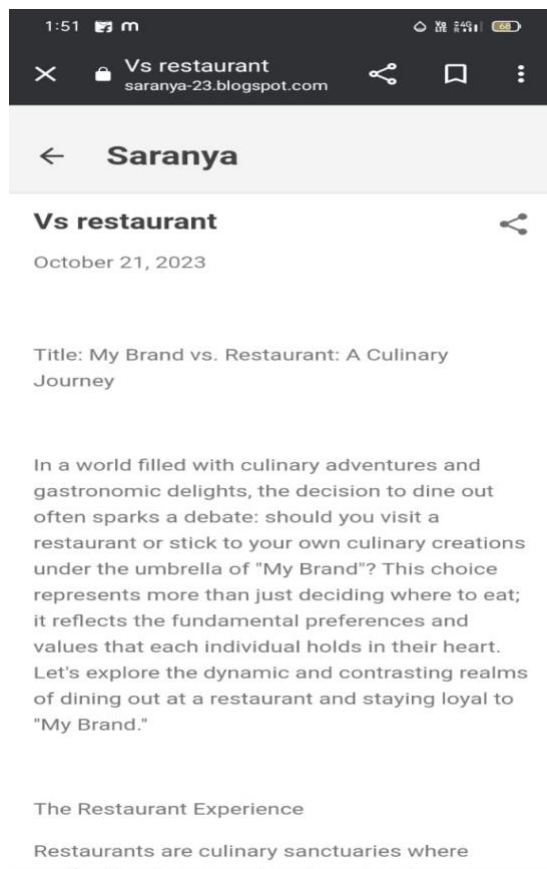 1:51
Vs restaurant
saranya-23.blogspot.com
Saranya
Vs restaurant
October 21, 2023
Title: My Brand vs. Restaurant: A Culinary
Journey
In a world filled with culinary adventures and
gastronomic delights, the decision to dine out
often sparks a debate: should you visit a
restaurant or stick to your own culinary creations
under the umbrella of "My Brand"? This choice
represents more than just deciding where to eat;
it reflects the fundamental preferences and
values that each individual holds in their heart.
Let's explore the dynamic and contrasting realms
of dining out at a restaurant and staying loyal to
"My Brand."
The Restaurant Experience
Restaurants are culinary sanctuaries where